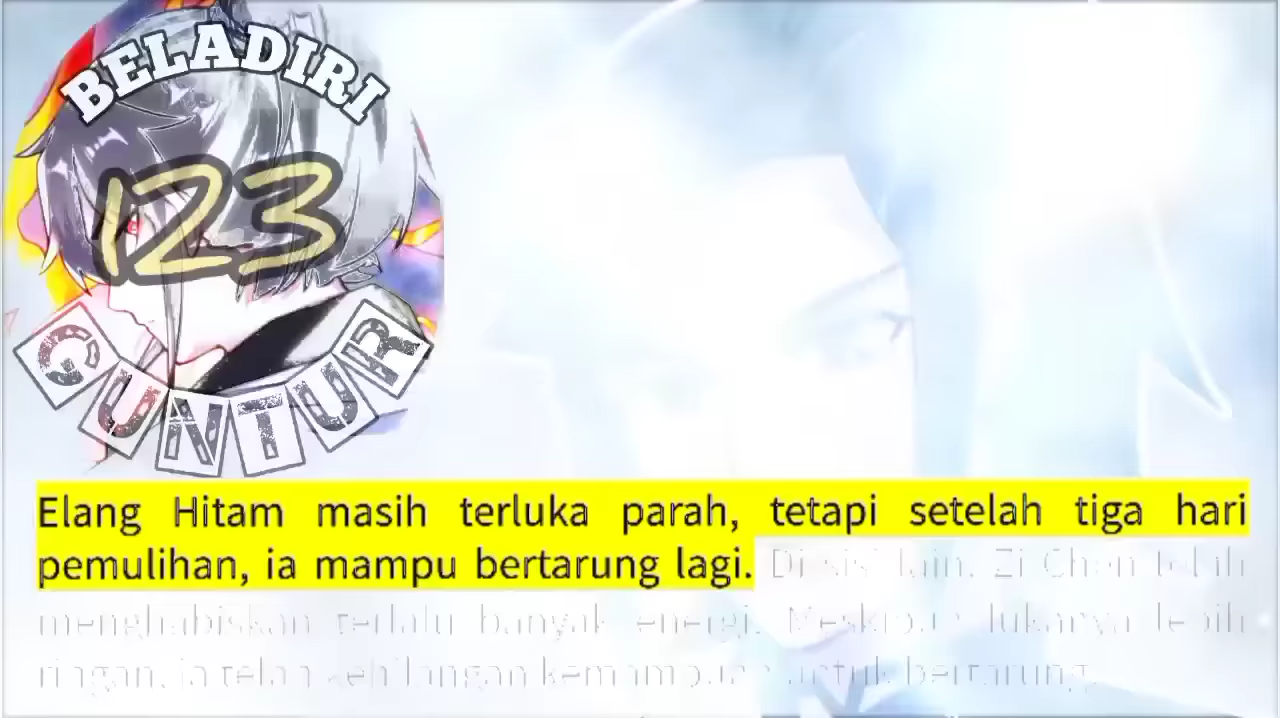 BELADIRI
123
GUNTUR
Elang Hitam masih terluka parah, tetapi setelah tiga hari
pemulihan, ia mampu bertarung lagi. Di sisi lain, Zi Chen telah
menghabiskan terlalu banyak energi. Meskipun lukanya lebih
ringan, ia telah kehilangan kemampuan untuk bertarung.